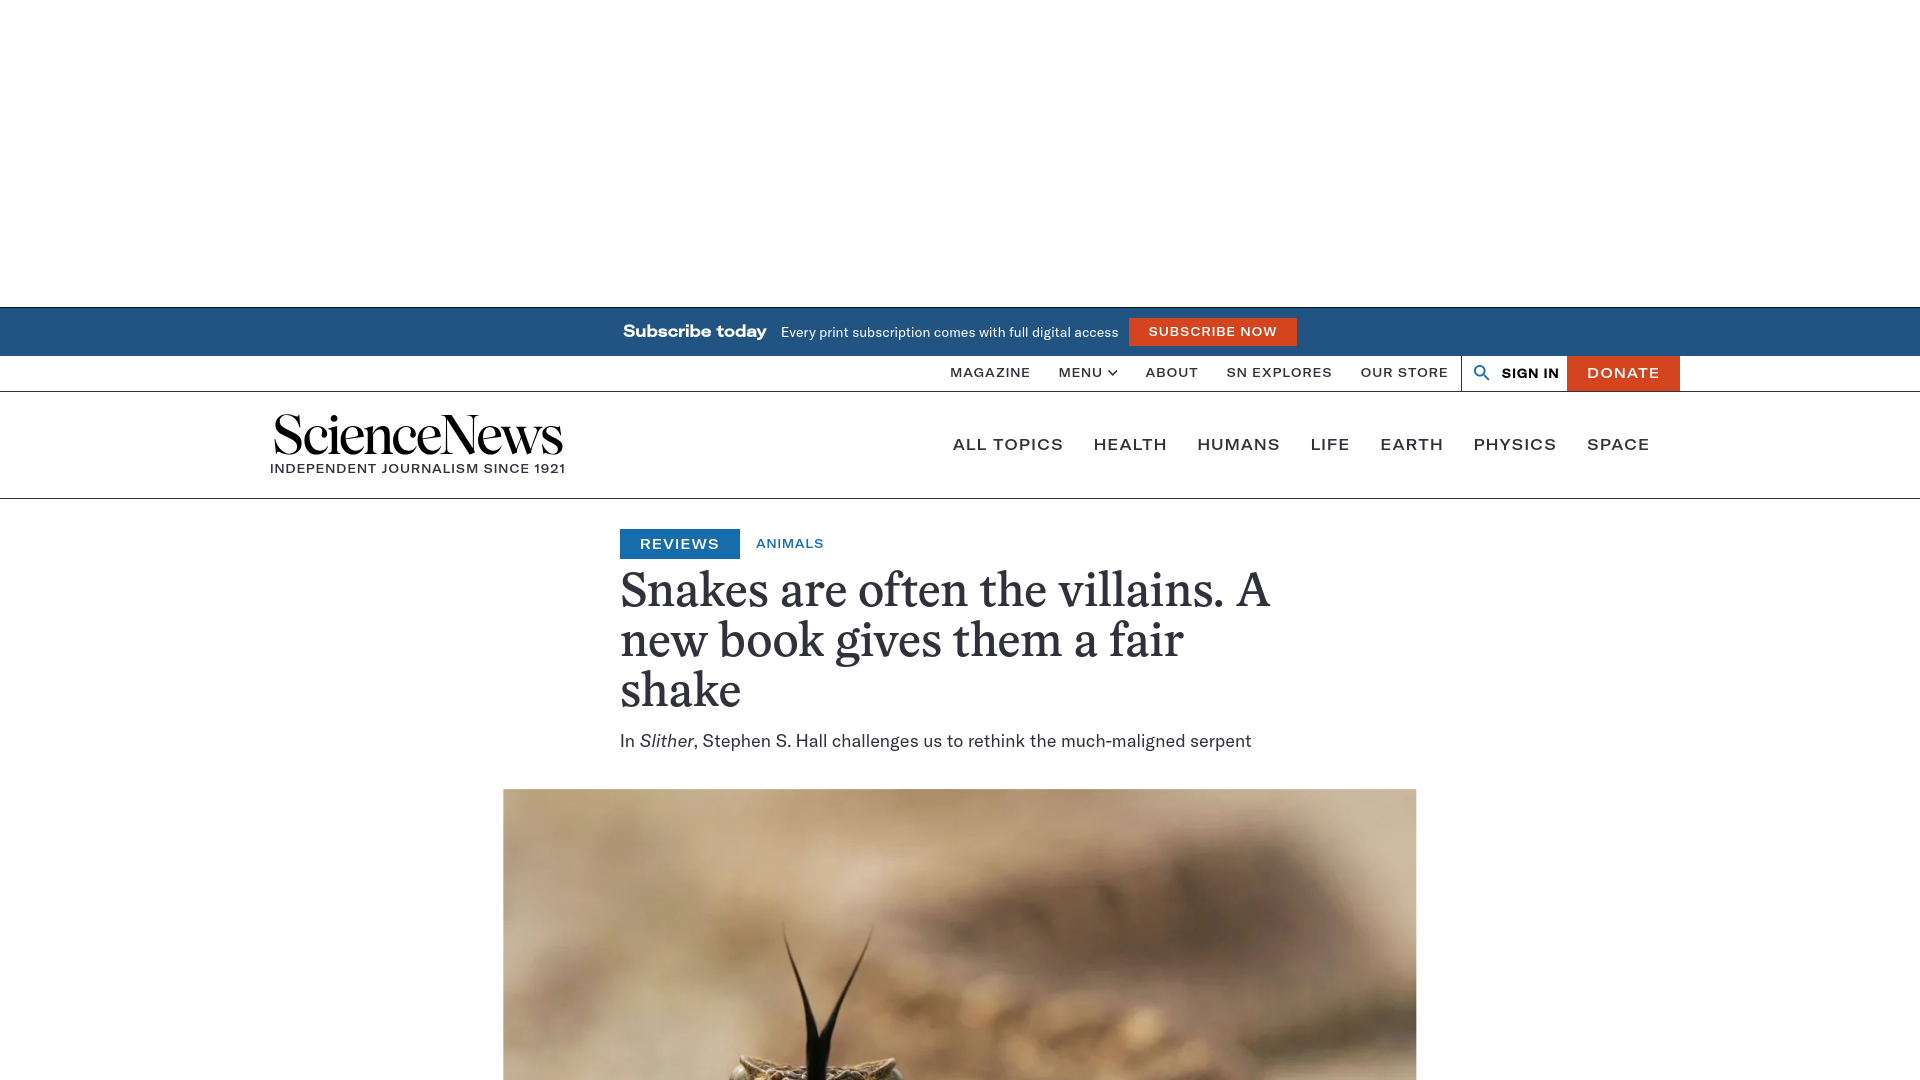 Subscribe today Every print subscription comes with full digital access SUBSCRIBE NOW
MAGAZINE MENU ABOUT SN EXPLORES OUR STORE SIGN IN DONATE
ScienceNews
INDEPENDENT JOURNALISM SINCE 1921
ALL TOPICS HEALTH HUMANS LIFE EARTH PHYSICS SPACE
REVIEWS ANIMALS
Snakes are often the villains. A
new book gives them a fair
shake
In Slither, Stephen S. Hall challenges us to rethink the much-maligned serpent